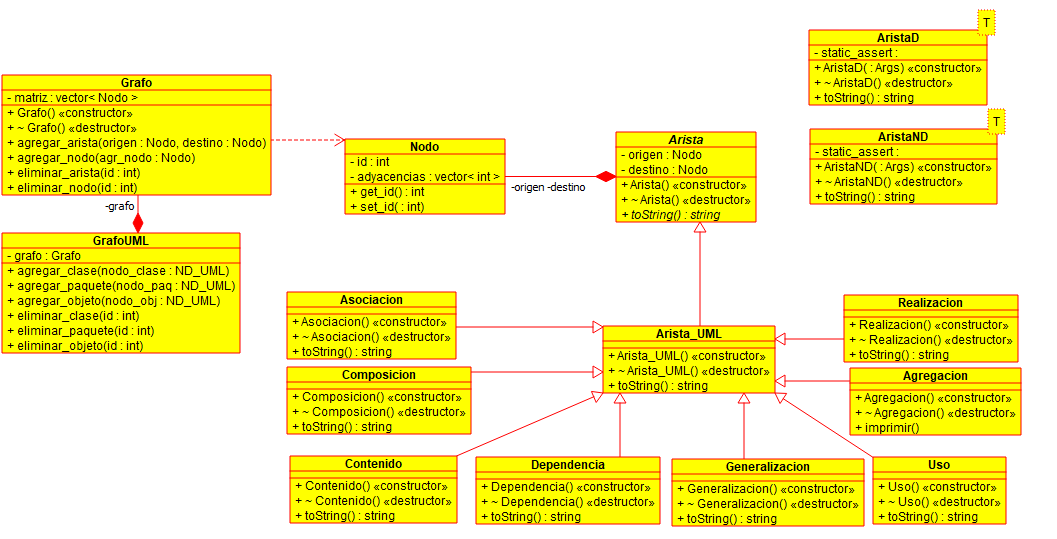 Grafo
- matriz : vector< Nodo >
+ Grafo() «constructor»
+ ~ Grafo() «destructor»
+ agregar_arista(origen : Nodo, destino : Nodo)
+ agregar_nodo(agr_nodo : Nodo)
+ eliminar_arista(id : int)
+ eliminar_nodo(id : int)
-grafo
GrafoUML
- grafo : Grafo
+ agregar_clase(nodo_clase : ND_UML)
+ agregar_paquete(nodo_paq : ND_UML)
+ agregar_objeto(nodo_obj : ND_UML)
+ eliminar_clase(id : int)
+ eliminar_paquete(id : int)
+ eliminar_objeto(id : int)
Nodo
- id : int
- adyacencias : vector< int >
+ get_id() : int
+ set_id( : int)
-origen -destino
Arista
- origen : Nodo
- destino : Nodo
+ Arista() «constructor»
+ ~ Arista() «destructor»
+ toString() : string
T
AristaD
- static_assert :
+ AristaD( : Args) «constructor»
+ ~ AristaD() «destructor»
+ toString() : string
T
AristaND
- static_assert :
+ AristaND( : Args) «constructor»
+ ~ AristaND() «destructor»
+ toString() : string
Asociacion
+ Asociacion() «constructor»
+ ~ Asociacion() «destructor»
+ toString() : string
Arista_UML
+ Arista_UML() «constructor»
+ ~ Arista_UML() «destructor»
+ toString() : string
Realizacion
+ Realizacion() «constructor»
+ ~ Realizacion() «destructor»
+ toString() : string
Composicion
+ Composicion() «constructor»
+ ~ Composicion() «destructor»
+ toString() : string
Agregacion
+ Agregacion() «constructor»
+ ~ Agregacion() «destructor»
+ imprimir()
Contenido
+ Contenido() «constructor»
+ ~ Contenido() «destructor»
+ toString() : string
Dependencia
+ Dependencia() «constructor»
+ ~ Dependencia() «destructor»
+ toString() : string
Generalizacion
+ Generalizacion() «constructor»
+ ~ Generalizacion() «destructor»
+ toString() : string
Uso
+ Uso() «constructor»
+ ~ Uso() «destructor»
+ toString() : string